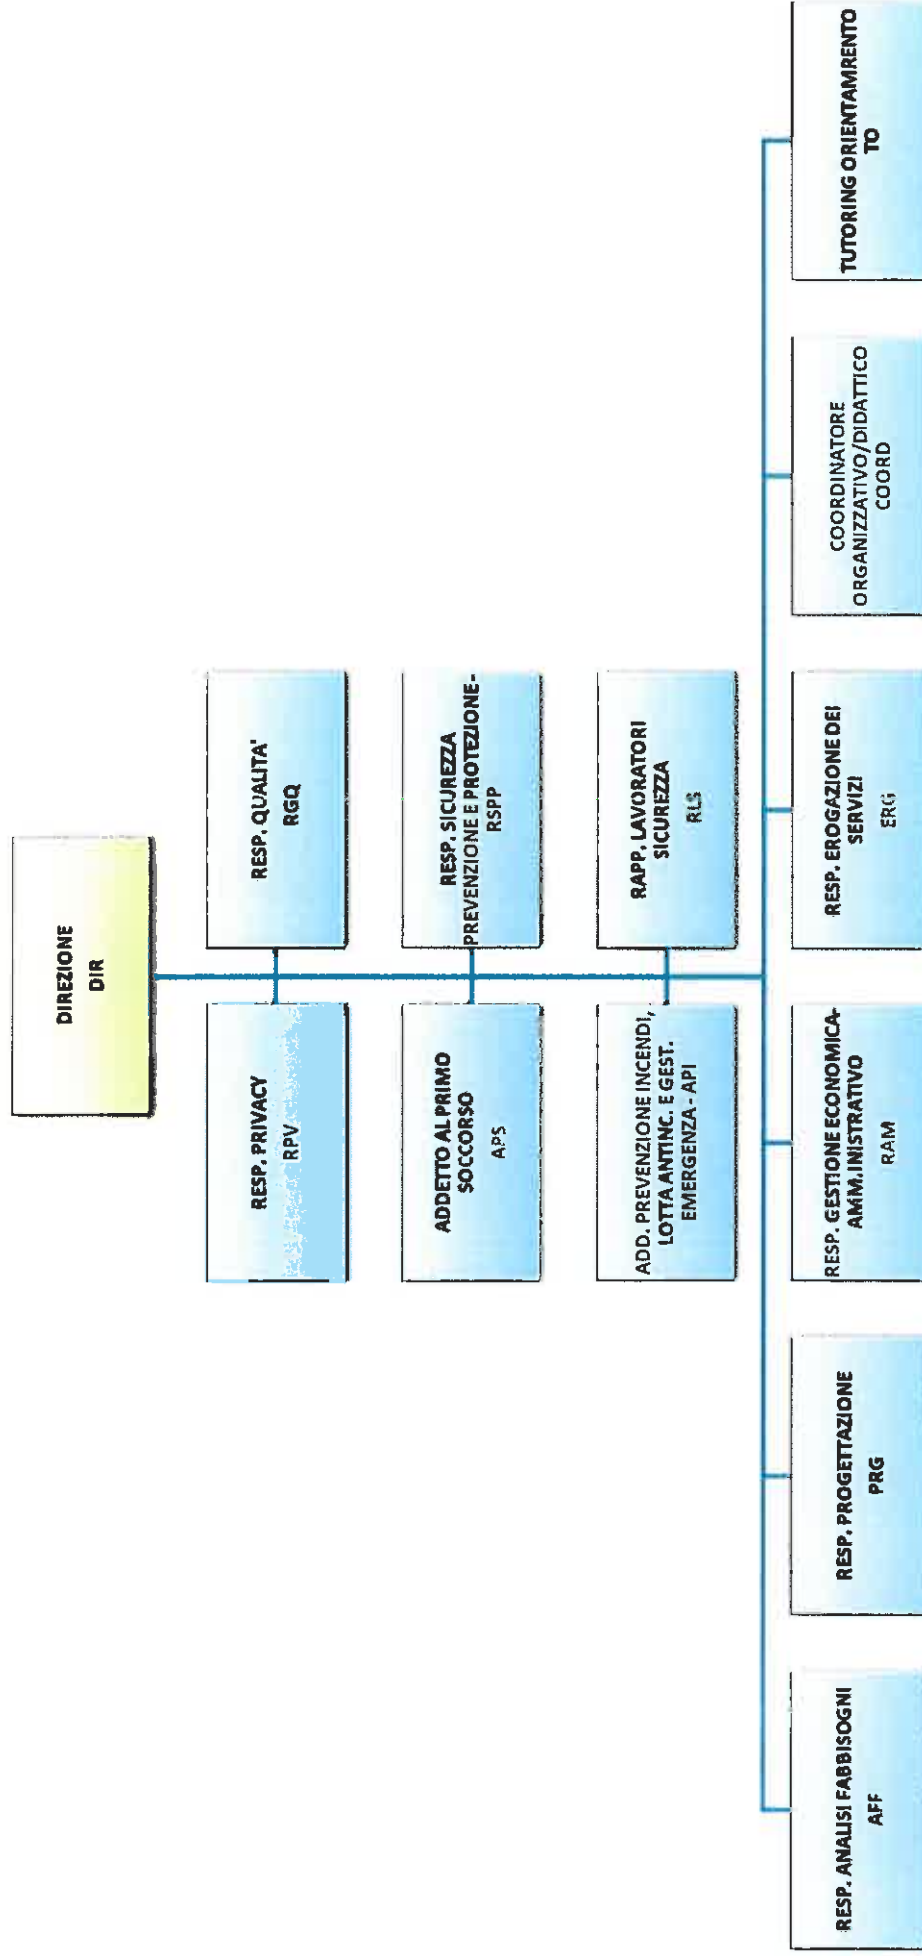 DIREZIONE
DIR
RESP. PRIVACY
RPV
RESP. QUALITA'
RGQ
ADDETTO AL PRIMO
SOCCORSO
APS
RESP. SICUREZZA
PREVENZIONE E PROTEZIONE-
RSPP
ADD. PREVENZIONE INCENDI,
LOTTA ANTINC. E GEST.
EMERGENZA - API
RAPP. LAVORATORI
SICUREZZA
RLS
RESP. ANALISI FABBISOGNI
AFF
RESP. PROGETTAZIONE
PRG
RESP. GESTIONE ECONOMICA-
AMM.INISTRATIVO
RAM
RESP. EROGAZIONE DEI
SERVIZI
ERG
COORDINATORE
ORGANIZZATIVO/DIDATTICO
COORD
TUTORING ORIENTAMRENTO
TO